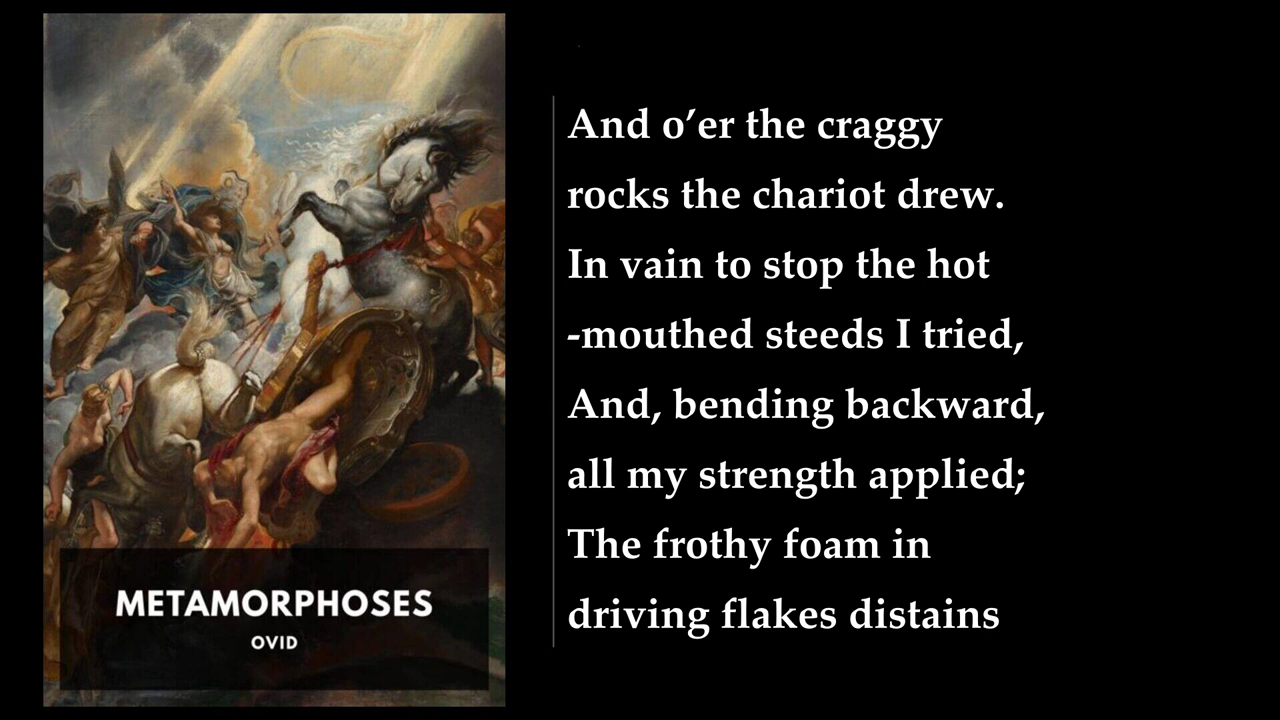 METAMORPHOSES
OVID
And o’er the craggy
rocks the chariot drew.
In vain to stop the hot
-mouthed steeds I tried,
And, bending backward,
all my strength applied;
The frothy foam in
driving flakes distains